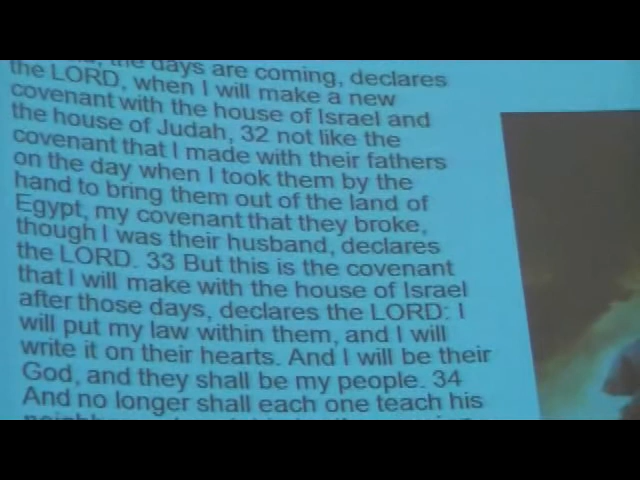 the days are coming, declares
the LORD, when I will make a new
covenant with the house of Israel and
the house of Judah, 32 not like the
covenant that I made with their fathers
on the day when I took them by the
hand to bring them out of the land of
Egypt, my covenant that they broke,
though I was their husband, declares
the LORD. 33 But this is the covenant
that I will make with the house of Israel
after those days, declares the LORD: I
will put my law within them, and I will
write it on their hearts. And I will be their
God, and they shall be my people. 34
And no longer shall each one teach his